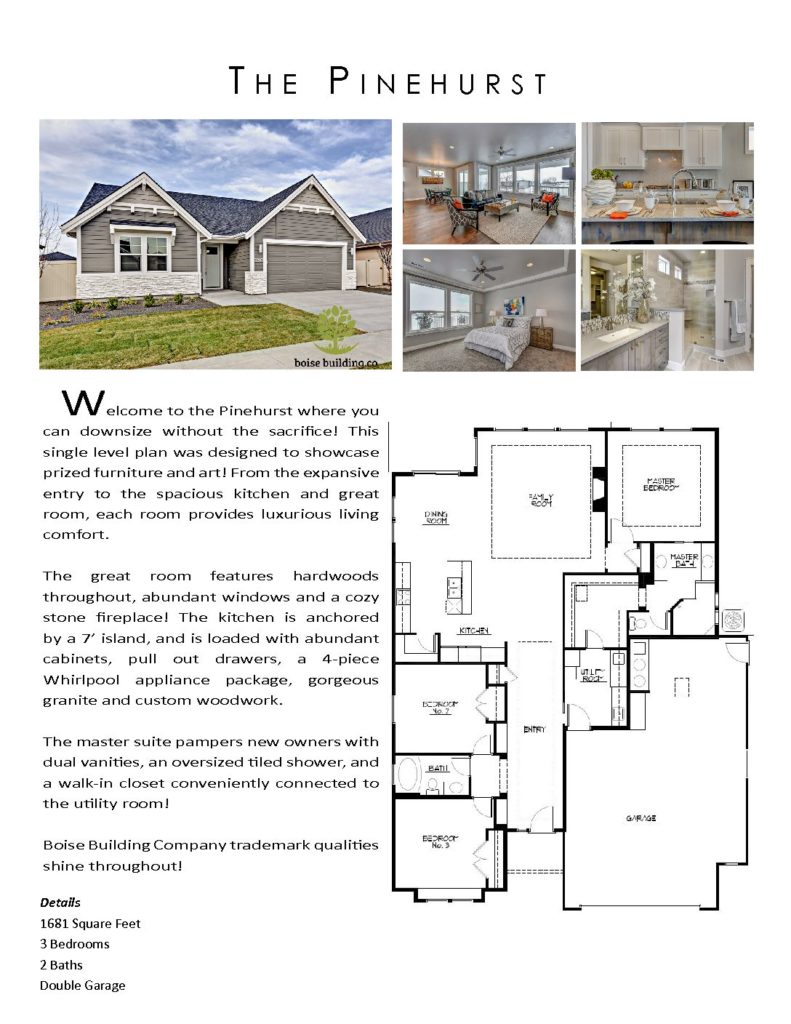 THE PINEHURST
boise building co
Welcome to the Pinehurst where you
can downsize without the sacrifice! This
single level plan was designed to showcase
prized furniture and art! From the expansive
entry to the spacious kitchen and great
room, each room provides luxurious living
comfort.
The great room features hardwoods
throughout, abundant windows and a cozy
stone fireplace! The kitchen is anchored
by a 7’ island, and is loaded with abundant
cabinets, pull out drawers, a 4-piece
Whirlpool appliance package, gorgeous
granite and custom woodwork.
The master suite pampers new owners with
dual vanities, an oversized tiled shower, and
a walk-in closet conveniently connected to
the utility room!
Boise Building Company trademark qualities
shine throughout!
Details
1681 Square Feet
3 Bedrooms
2 Baths
Double Garage
DINING
ROOM
FAMILY
ROOM
MASTER
BEDROOM
MASTER
BATH
KITCHEN
UTILITY
ROOM
BEDROOM
No. 2
ENTRY
BATH
GARAGE
BEDROOM
No. 3